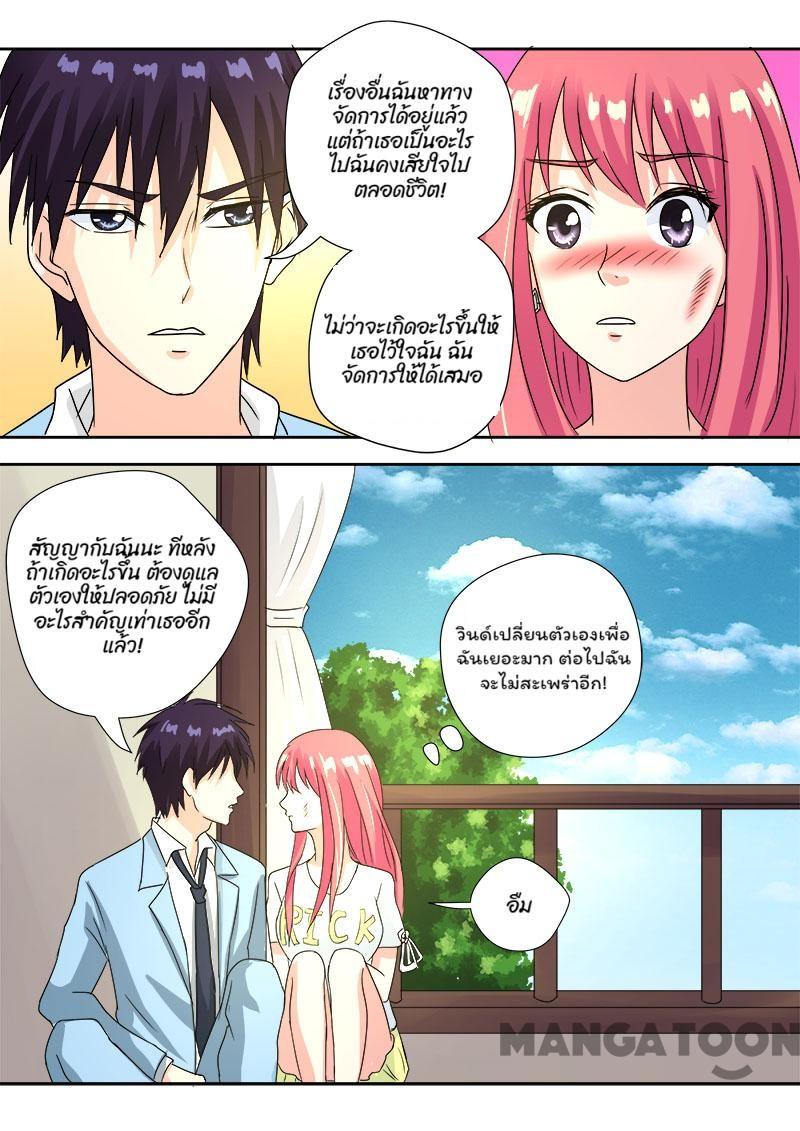 เรื่องอื่นฉันหาทาง
จัดการได้อยู่แล้ว
แต่ถ้าเธอเป็นอะไร
ไปฉันคงเสียใจไป
ตลอดชีวิต!
ไม่ว่าจะเกิดอะไรขึ้นให้
เธอไว้ใจฉัน ฉัน
จัดการให้ได้เสมอ
สัญญากับฉันนะ ทีหลัง
ถ้าเกิดอะไรขึ้น ต้องดูแล
ตัวเองให้ปลอดภัย ไม่มี
อะไรสำคัญเท่าเธออีก
แล้ว!
วินด์เปลี่ยนตัวเองเพื่อ
ฉันเยอะมาก ต่อไปฉัน
จะไม่สะเพร่าอีก!
อืม
RICK
MANGATOON